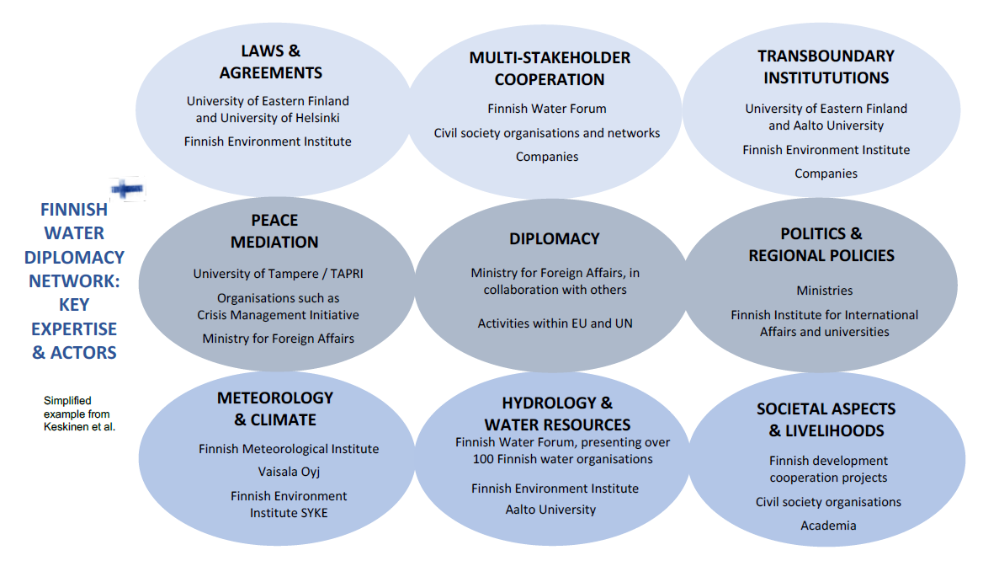 FINNISH
WATER
DIPLOMACY
NETWORK:
KEY
EXPERTISE
& ACTORS
Simplified
example from
Keskinen et al.
LAWS &
AGREEMENTS
University of Eastern Finland
and University of Helsinki
Finnish Environment Institute
MULTI-STAKEHOLDER
COOPERATION
Finnish Water Forum
Civil society organisations and networks
Companies
TRANSBOUNDARY
INSTITUTUTIONS
University of Eastern Finland
and Aalto University
Finnish Environment Institute
Companies
PEACE
MEDIATION
University of Tampere / TAPRI
Organisations such as
Crisis Management Initiative
Ministry for Foreign Affairs
DIPLOMACY
Ministry for Foreign Affairs, in
collaboration with others
Activities within EU and UN
POLITICS &
REGIONAL POLICIES
Ministries
Finnish Institute for International
Affairs and universities
METEOROLOGY
& CLIMATE
Finnish Meteorological Institute
Vaisala Oyj
Finnish Environment
Institute SYKE
HYDROLOGY &
WATER RESOURCES
Finnish Water Forum, presenting over
100 Finnish water organisations
Finnish Environment Institute
Aalto University
SOCIETAL ASPECTS
& LIVELIHOODS
Finnish development
cooperation projects
Civil society organisations
Academia